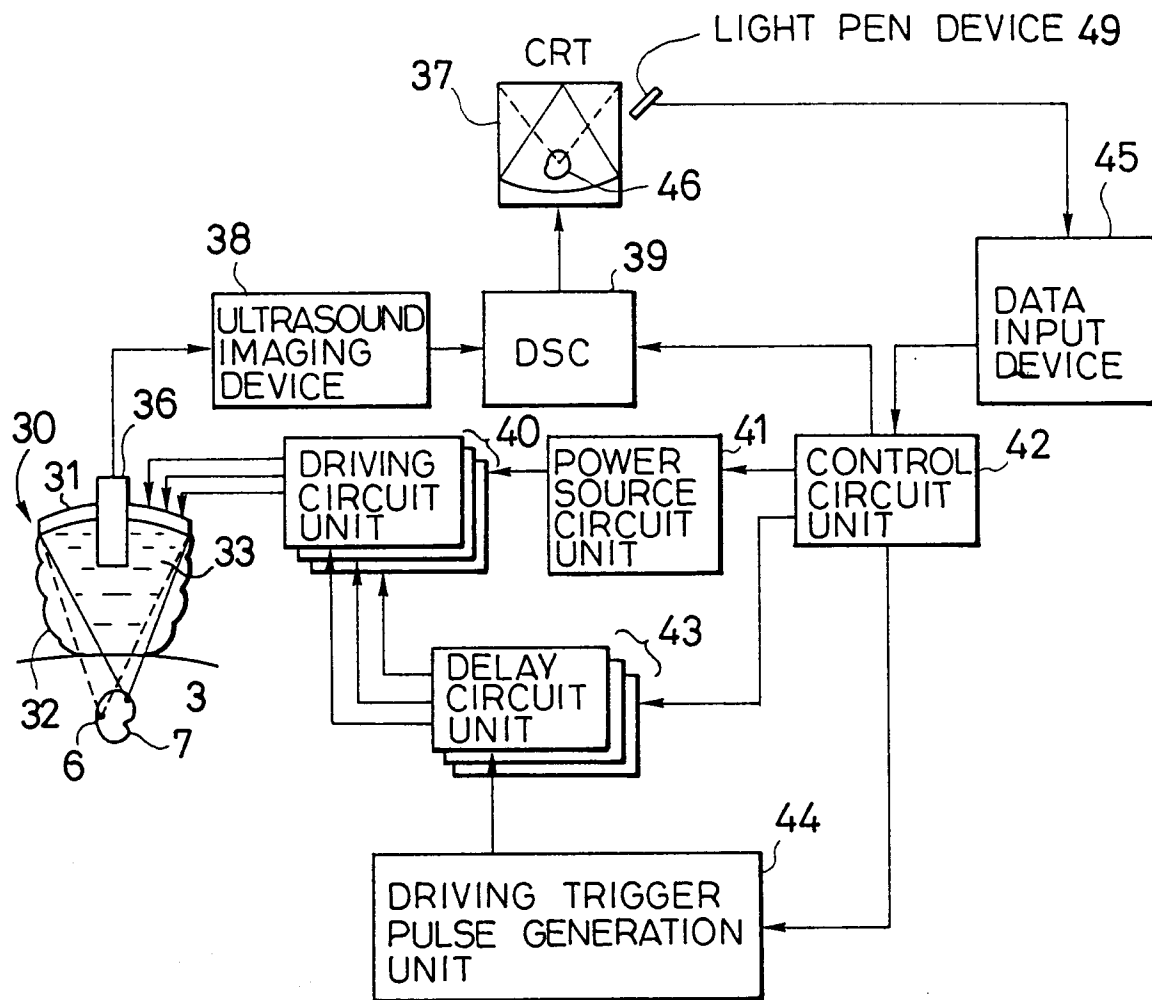 LIGHT PEN DEVICE 49
CRT
37
46
45
38
39
ULTRASOUND
IMAGING
DEVICE
DSC
DATA
INPUT
DEVICE
36
30
31
40
41
42
DRIVING
CIRCUIT
UNIT
POWER
SOURCE
CIRCUIT
UNIT
CONTROL
CIRCUIT
UNIT
33
43
DELAY
CIRCUIT
UNIT
32
3
6
7
44
DRIVING TRIGGER
PULSE GENERATION
UNIT